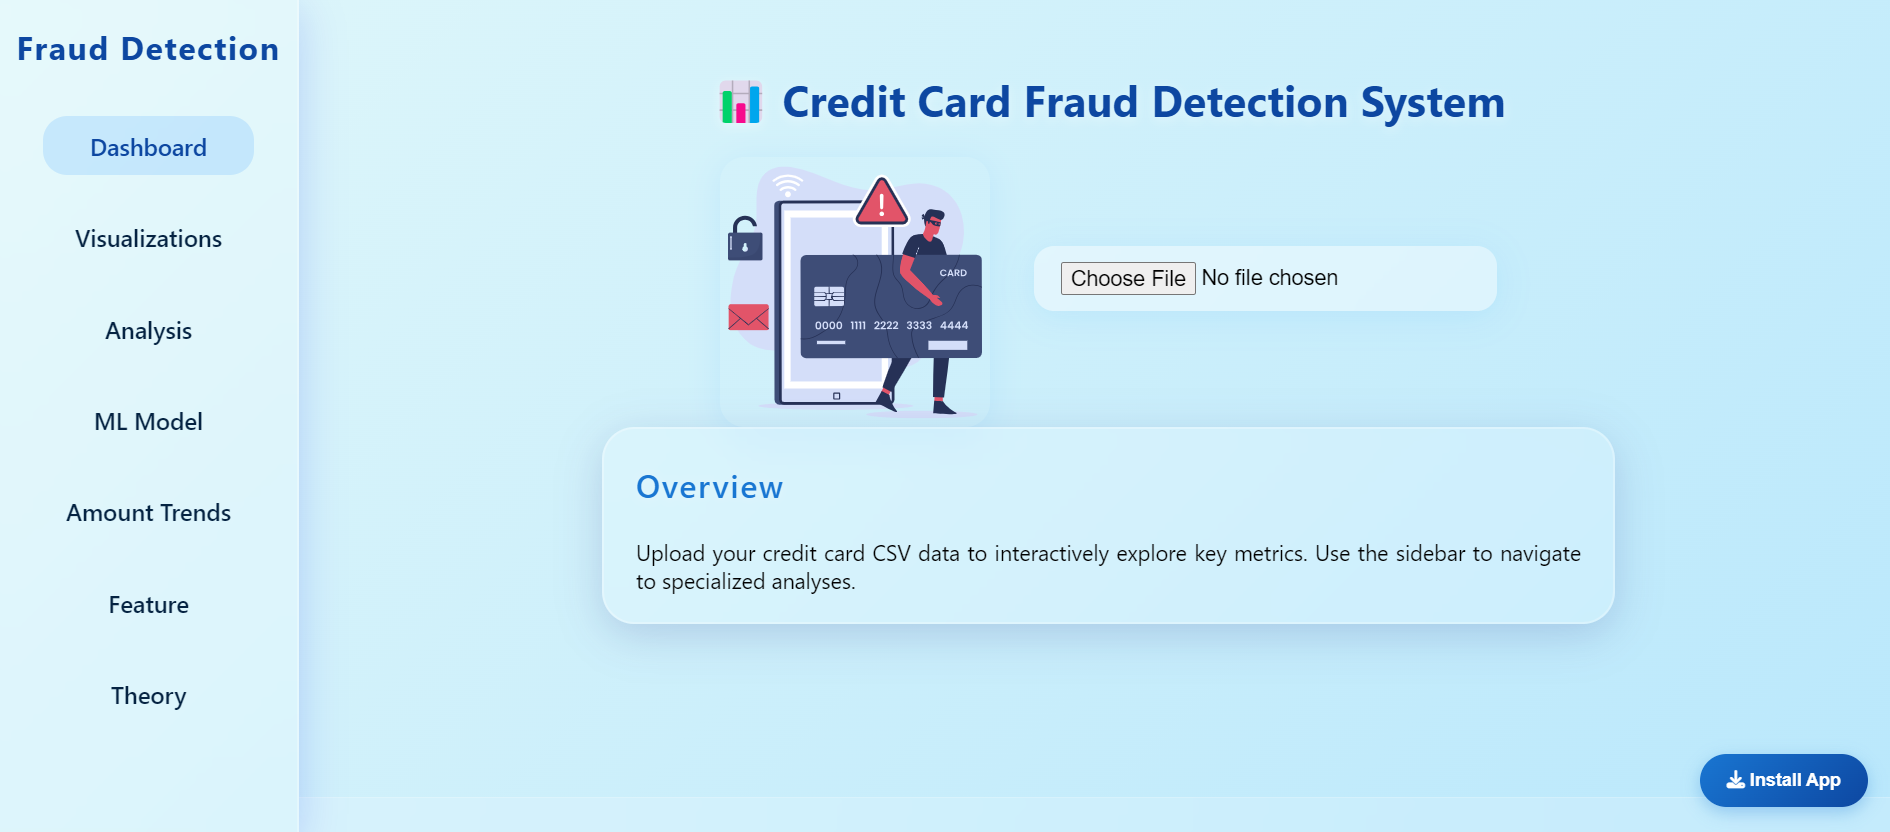 Fraud Detection
Dashboard
Visualizations
Analysis
ML Model
Amount Trends
Feature
Theory
Credit Card Fraud Detection System
CARD
0000 1111 2222 3333 4444
Choose File No file chosen
Overview
Upload your credit card CSV data to interactively explore key metrics. Use the sidebar to navigate
to specialized analyses.
Install App